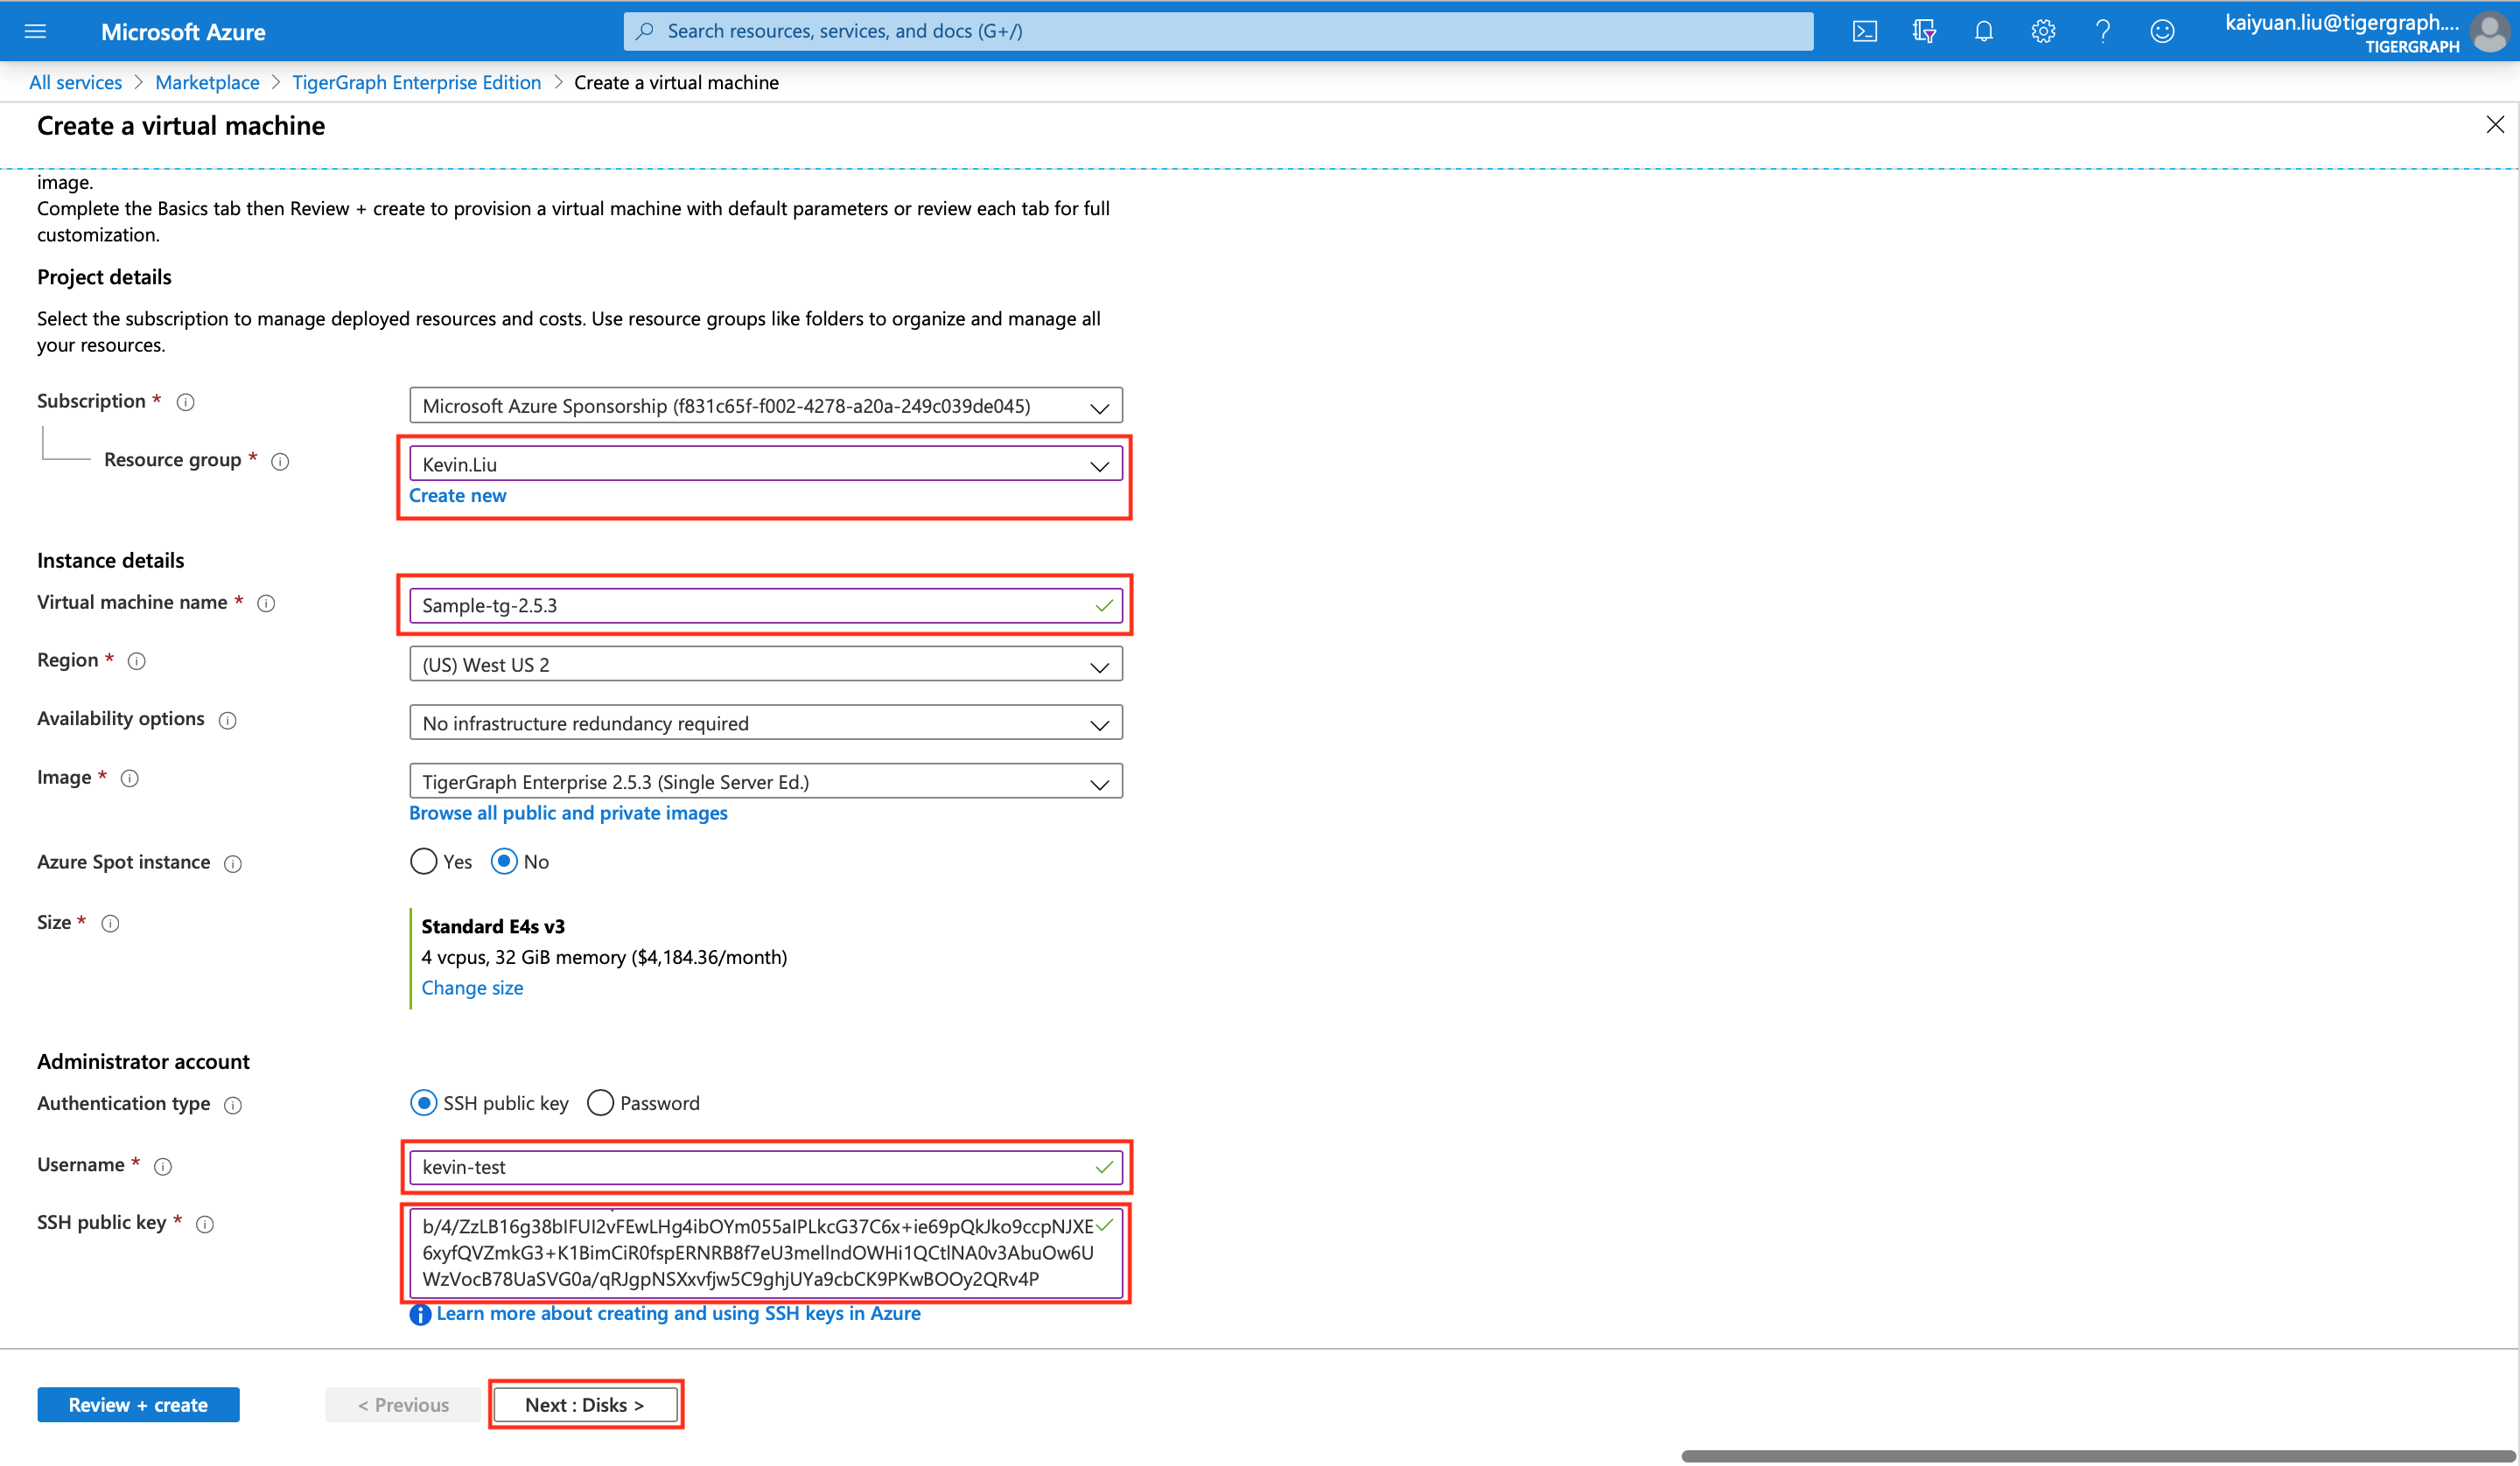 Microsoft Azure
Search resources, services, and docs (G+/)
kaiyuan.liu@tigergraph....
TIGERGRAPH
All services > Marketplace > TigerGraph Enterprise Edition > Create a virtual machine
Create a virtual machine
image.
Complete the Basics tab then Review + create to provision a virtual machine with default parameters or review each tab for full
customization.
Project details
Select the subscription to manage deployed resources and costs. Use resource groups like folders to organize and manage all
your resources.
Subscription *
Microsoft Azure Sponsorship (f831c65f-f002-4278-a20a-249c039de045)
Resource group *
Kevin.Liu
Create new
Instance details
Virtual machine name *
Sample-tg-2.5.3
Region *
(US) West US 2
Availability options
No infrastructure redundancy required
Image *
TigerGraph Enterprise 2.5.3 (Single Server Ed.)
Browse all public and private images
Azure Spot instance
Yes No
Size *
Standard E4s v3
4 vcpus, 32 GiB memory ($4,184.36/month)
Change size
Administrator account
Authentication type
SSH public key Password
Username *
kevin-test
SSH public key *
b/4/ZzLB16g38bIFUI2vFEwLHg4ibOYm055aIPLkcG37C6x+ie69pQkJko9ccpNJXE
6xyfQVZmkG3+K1BimCiR0fspERNRB8f7eU3mellndOWHi1QCtlNA0v3AbuOw6U
WzVocB78UaSVG0a/qRJgpNSXxvfjw5C9ghjUYa9cbCK9PKwBOOy2QRv4P
Learn more about creating and using SSH keys in Azure
Review + create
< Previous
Next : Disks >